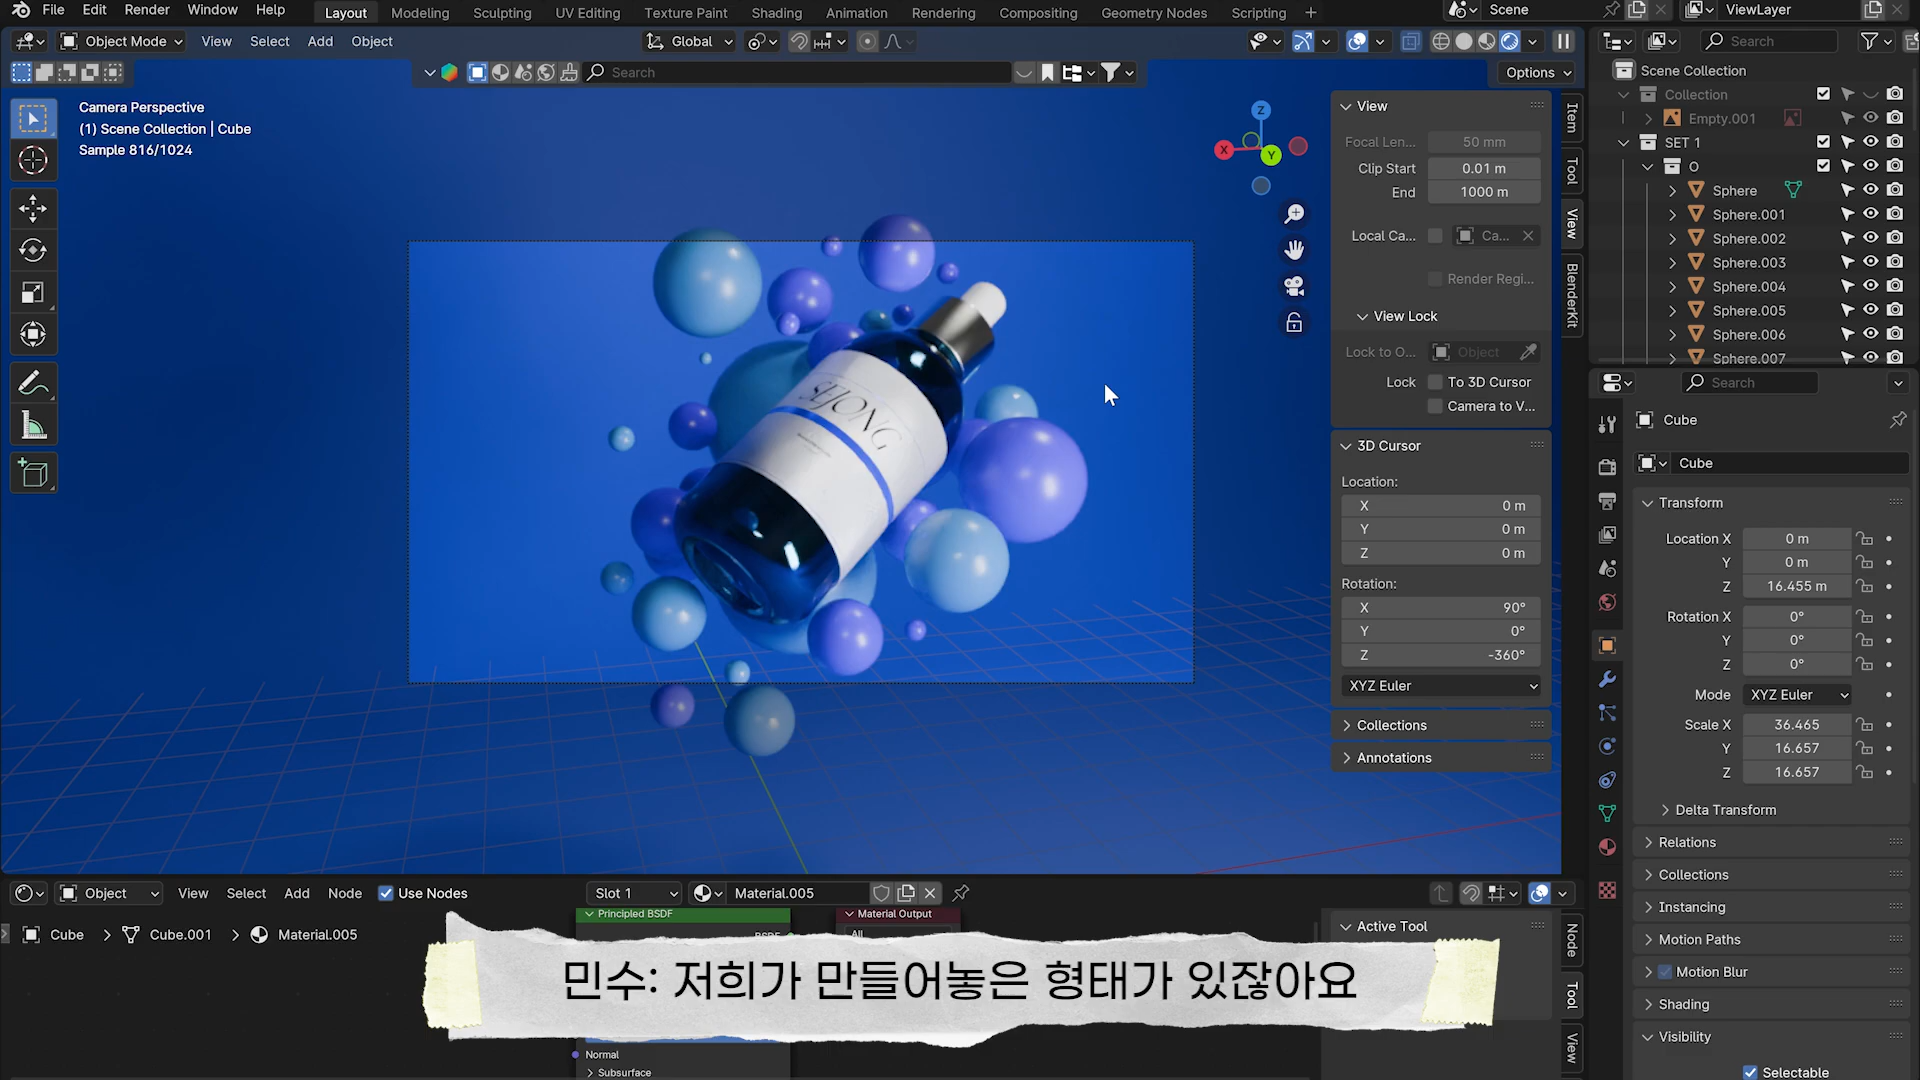 File Edit Render Window Help Layout Modeling Sculpting UV Editing Texture Paint Shading Animation Rendering Compositing Geometry Nodes Scripting + Scene ViewLayer
Object Mode View Select Add Object Global Search
Search Options
Camera Perspective
(1) Scene Collection | Cube
Sample 816/1024
Z
X
Y
SEJONG
View
Focal Len... 50 mm
Clip Start 0.01 m
End 1000 m
Local Ca... Ca...
Render Regi...
View Lock
Lock to O... Object
Lock To 3D Cursor
Camera to V...
3D Cursor
Location:
X 0 m
Y 0 m
Z 0 m
Rotation:
X 90°
Y 0°
Z -360°
XYZ Euler
Collections
Annotations
Item
Tool
View
BlenderKit
Scene Collection
Collection
Empty.001
SET 1
O
Sphere
Sphere.001
Sphere.002
Sphere.003
Sphere.004
Sphere.005
Sphere.006
Sphere.007
Search
Cube
Cube
Transform
Location X 0 m
Y 0 m
Z 16.455 m
Rotation X 0°
Y 0°
Z 0°
Mode XYZ Euler
Scale X 36.465
Y 16.657
Z 16.657
Delta Transform
Relations
Collections
Instancing
Motion Paths
Motion Blur
Shading
Visibility
Selectable
Object View Select Add Node Use Nodes Slot 1 Material.005
Cube Cube.001 Material.005
Principled BSDF
Material Output
All
Active Tool
Node
Tool
View
민수: 저희가 만들어놓은 형태가 있잖아요
Normal
Subsurface